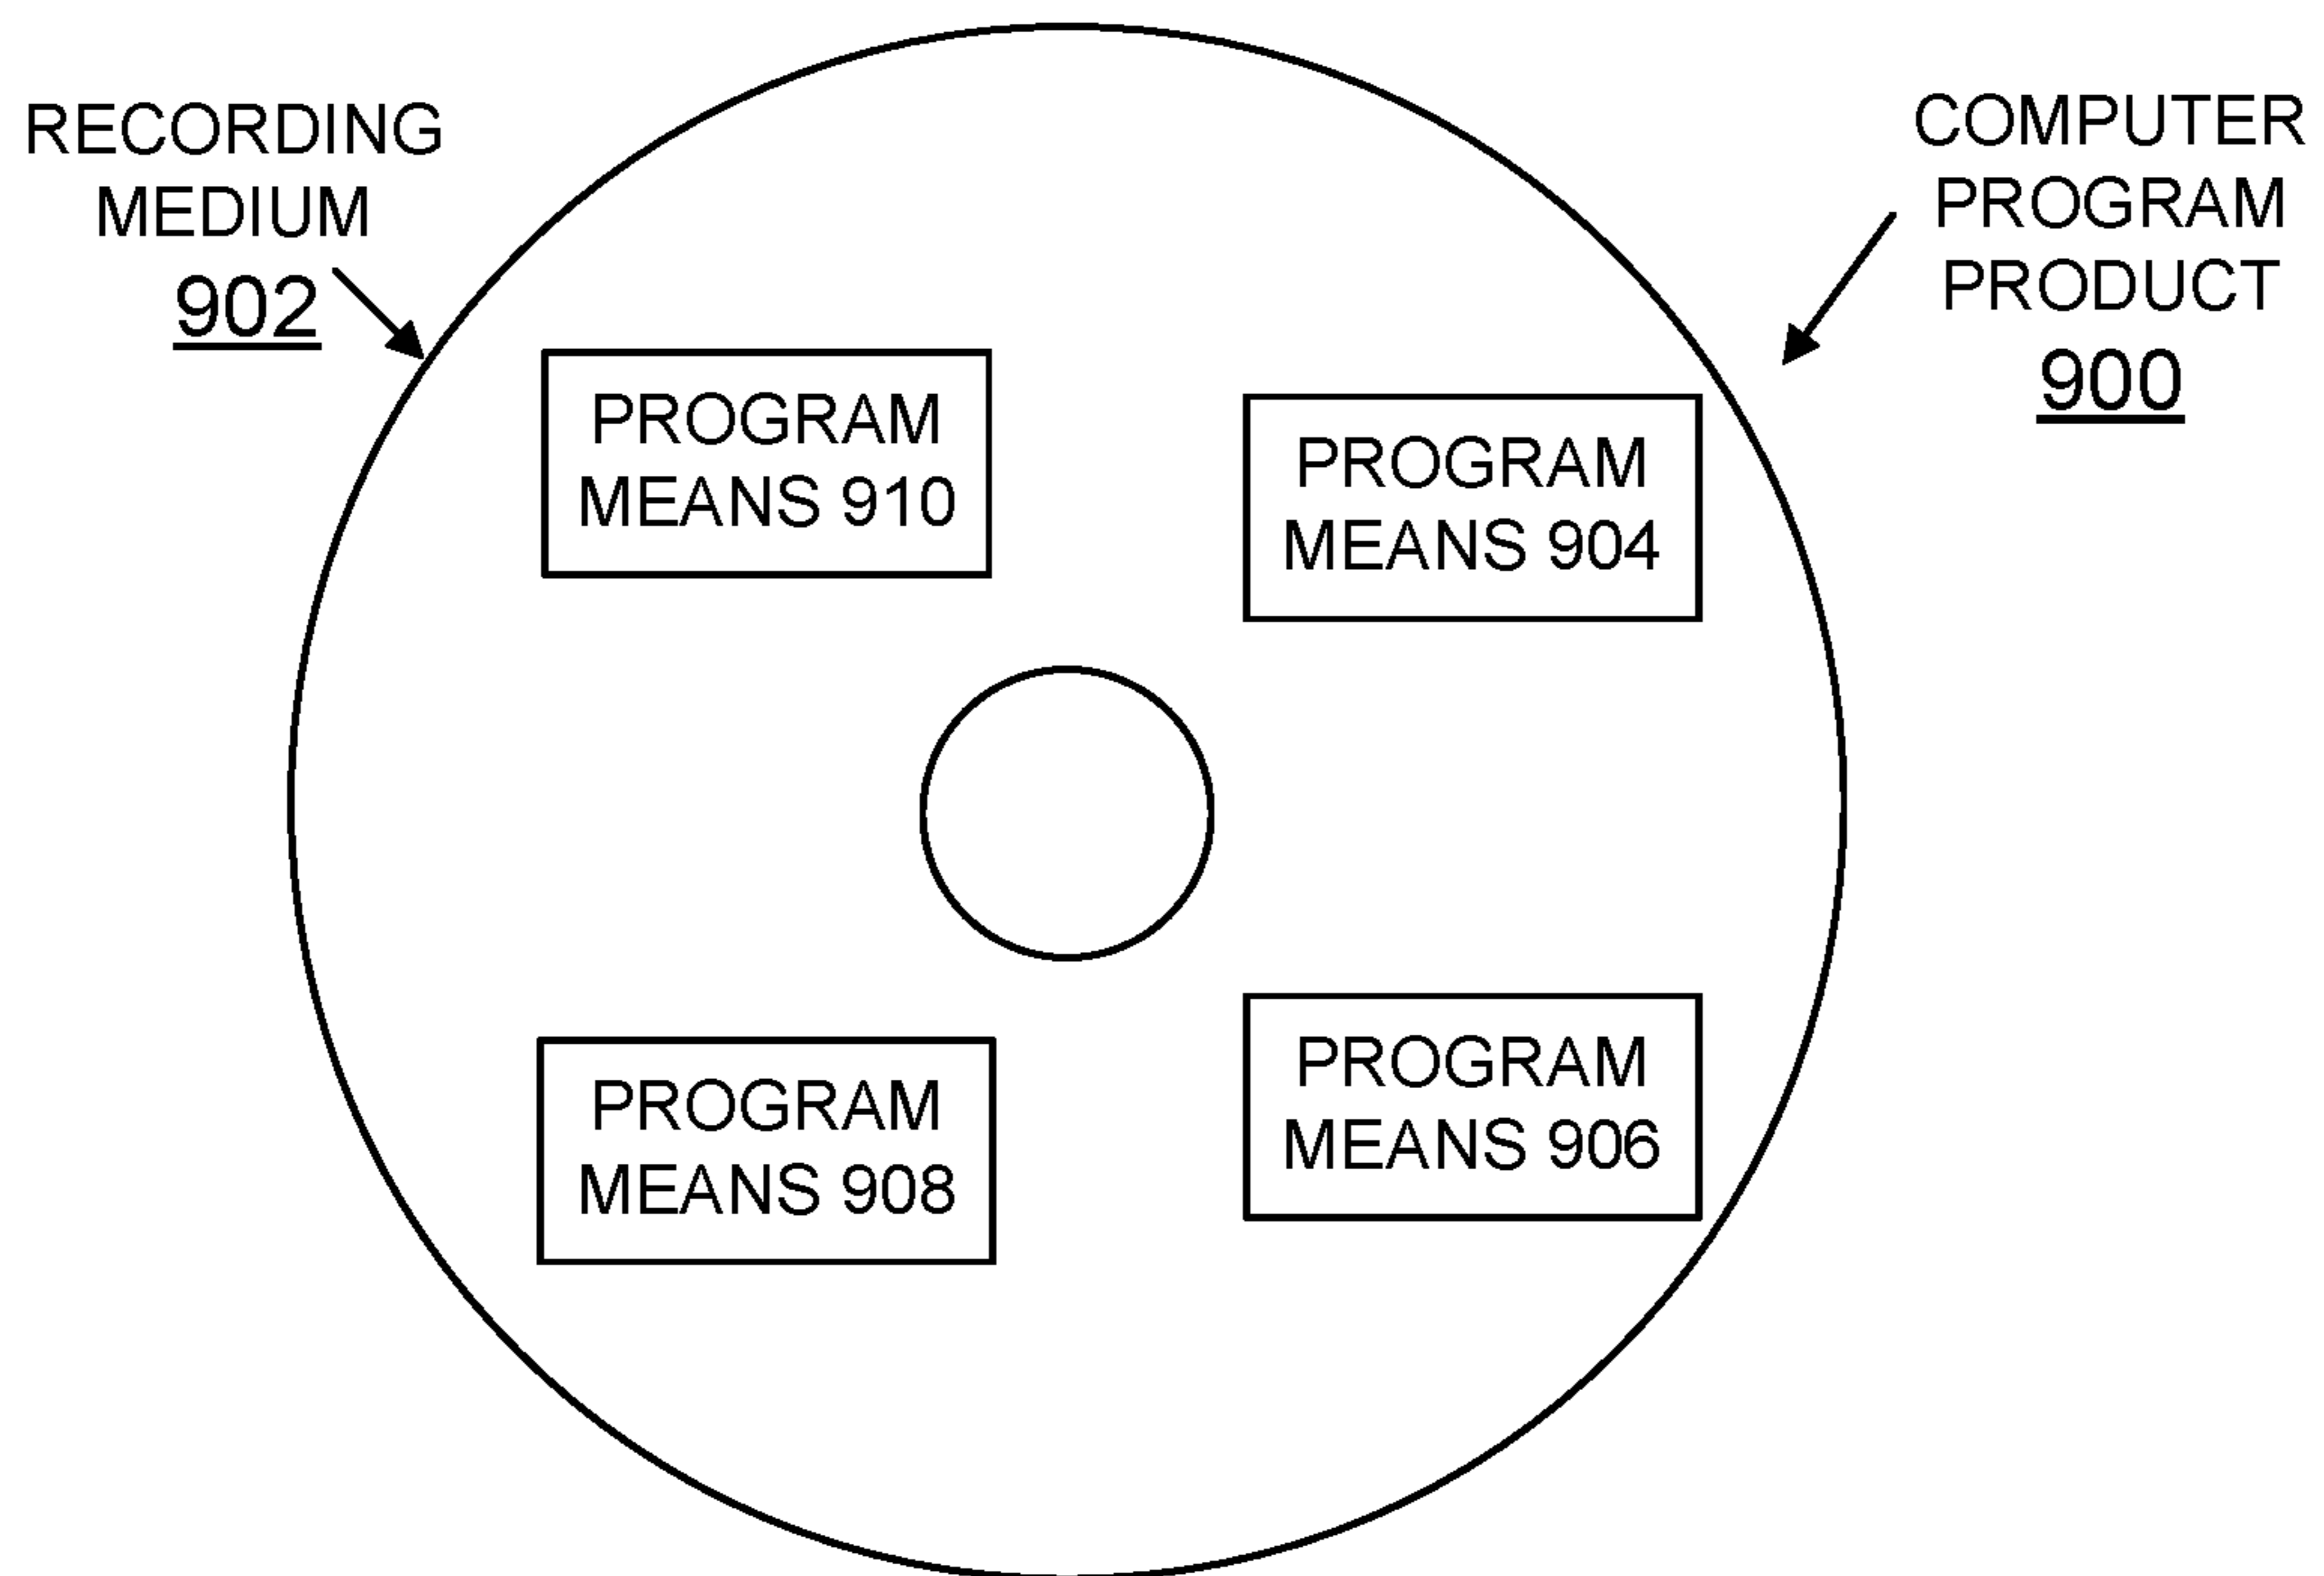 RECORDING
MEDIUM
902
COMPUTER
PROGRAM
PRODUCT
900
PROGRAM
MEANS 910
PROGRAM
MEANS 904
PROGRAM
MEANS 908
PROGRAM
MEANS 906